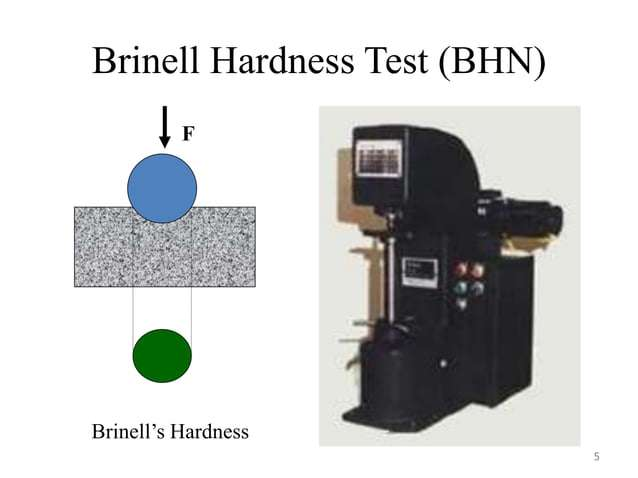 Brinell Hardness Test (BHN)
F
Brinell’s Hardness
5